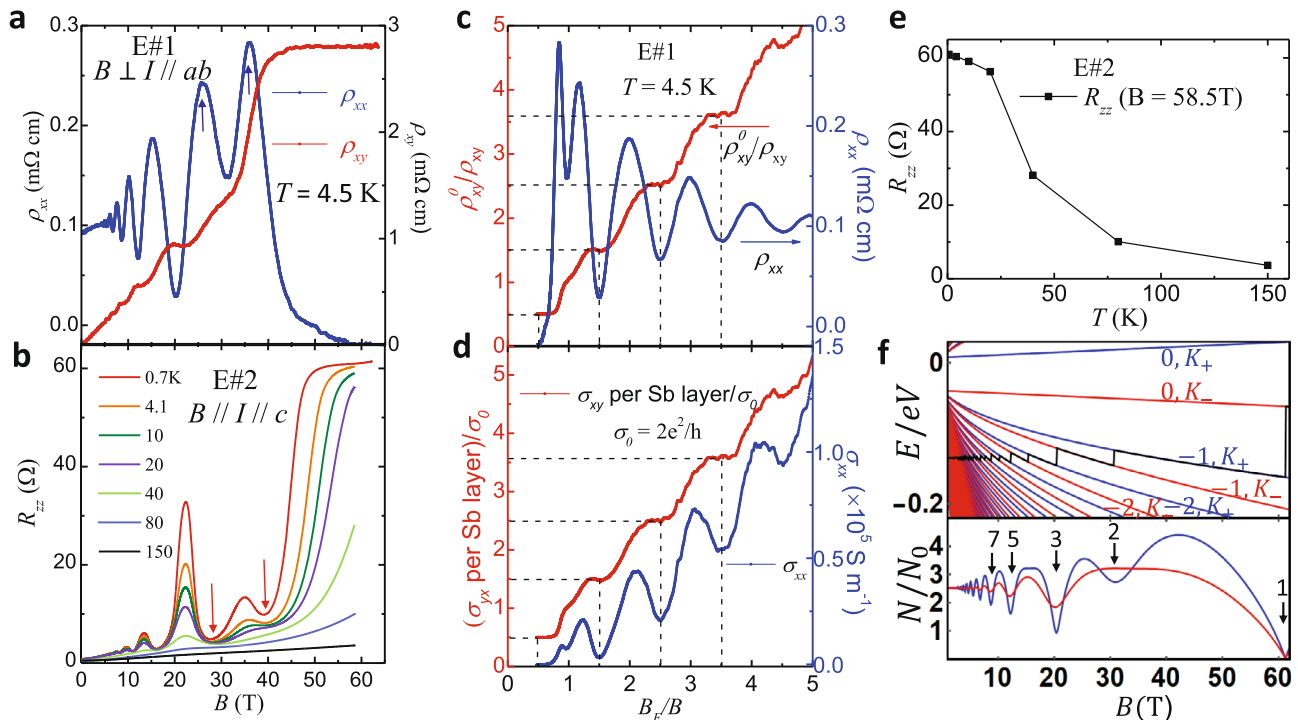 a
E#1
B ⊥ I // ab
ρxx
ρxy
T = 4.5 K
0.3
0.2
0.1
0.0
ρxx (mΩ cm)
3
2
1
0
ρxy (mΩ cm)
b
E#2
B // I // c
0.7K
4.1
10
20
40
80
150
60
40
20
0
Rzz (Ω)
0 10 20 30 40 50 60
B (T)
c
E#1
T = 4.5 K
ρ⁰xy/ρxy
ρxx
5
4
3
2
1
0
ρ⁰xy/ρxy
0.3
0.2
0.1
0.0
ρxx (mΩ cm)
d
σxy per Sb layer/σ0
σ0 = 2e²/h
σxx
5
4
3
2
1
0
(σyx per Sb layer)/σ0
1.5
1.0
0.5
0.0
σxx (×10⁵ S m⁻¹)
0 1 2 3 4 5
BF/B
e
E#2
Rzz (B = 58.5T)
60
40
20
0
Rzz (Ω)
0 50 100 150
T (K)
f
0
-0.2
E/eV
0, K+
0, K−
−1, K+
−1, K−
−2, K−
−2, K+
4
3
2
1
N/N0
7 5 3 2 1
10 20 30 40 50 60
B(T)